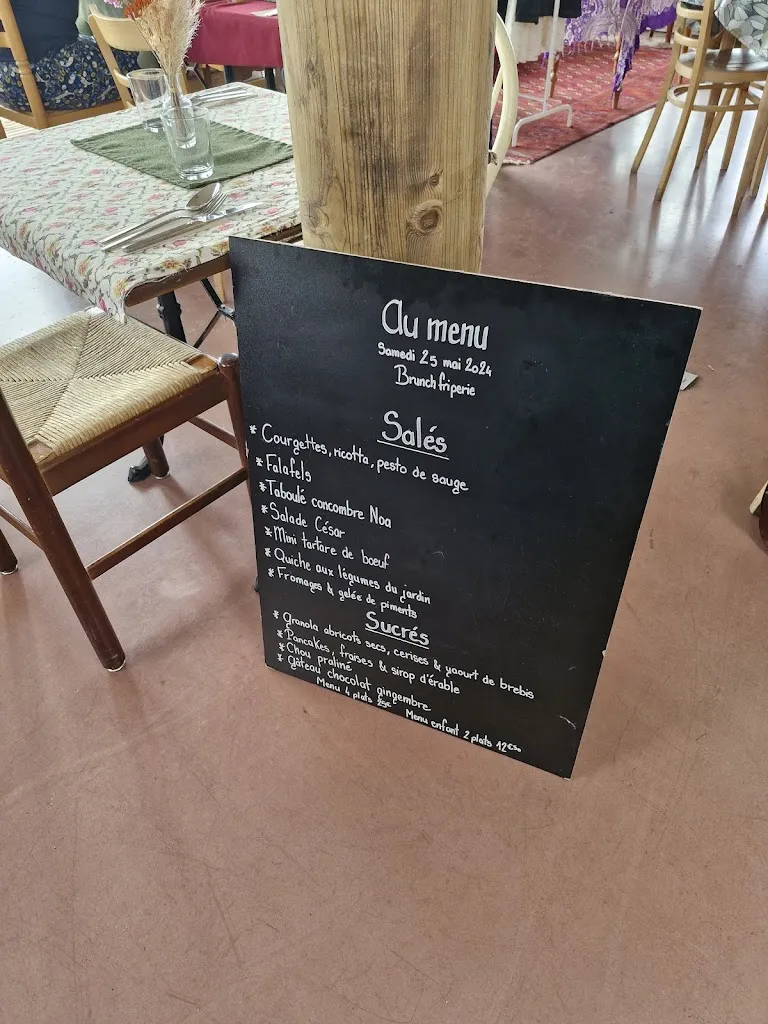 Au menu
Samedi 25 mai 2024
Brunch friperie
Salés
* Courgettes, ricotta, pesto de sauge
* Falafels
* Taboulé concombre Noa
* Salade César
* Mini tartare de bœuf
* Quiche aux légumes du jardin
* Fromages & gelée de piments
Sucrés
* Granola abricots secs, cerises & yaourt de brebis
* Pancakes, fraises & sirop d'érable
* Chou praliné
* Gâteau chocolat gingembre
Menu 4 plats 25€ Menu enfant 2 plats 12€50